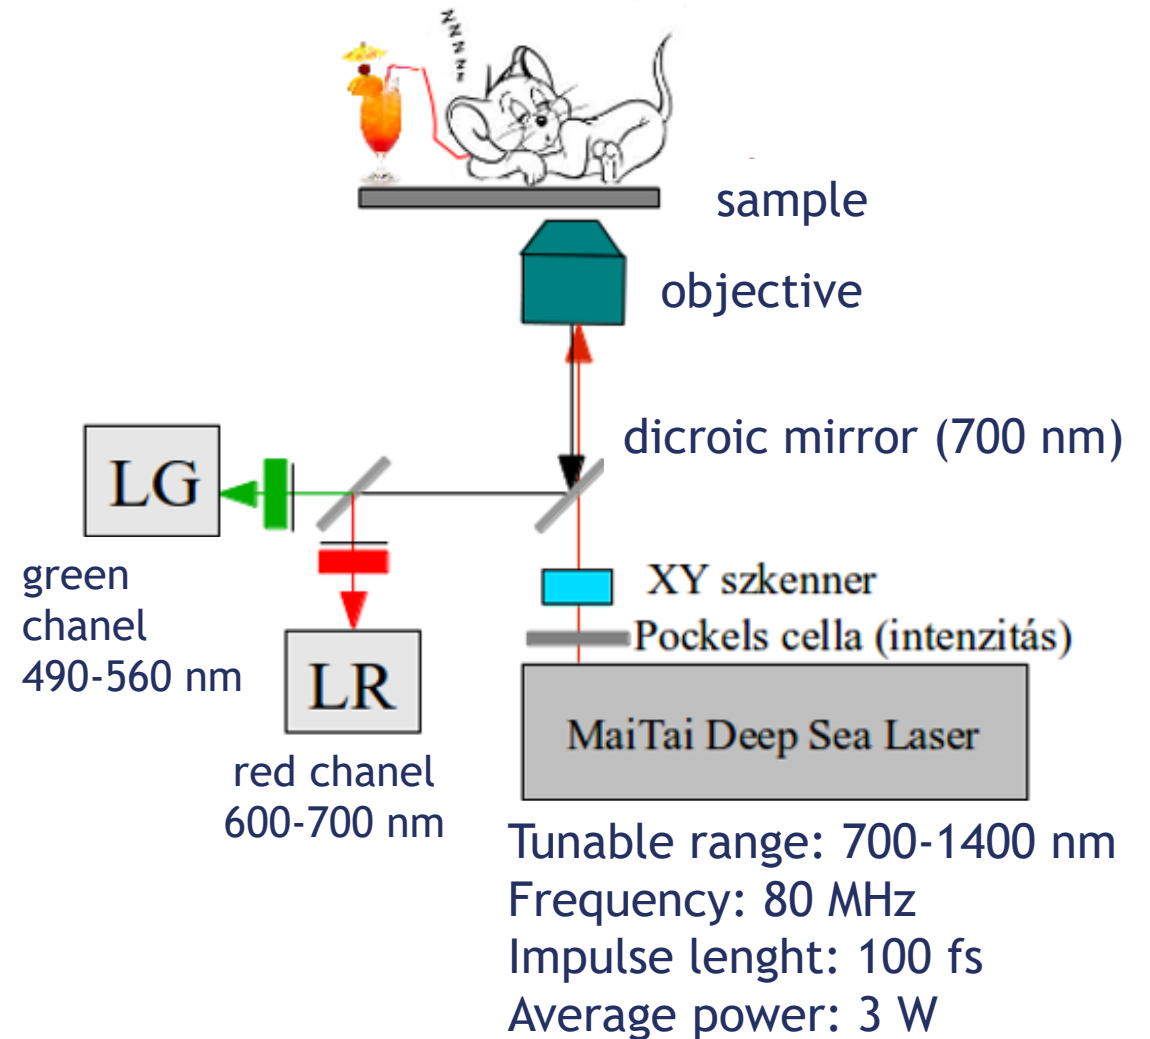 zzzzz
sample
objective
dicroic mirror (700 nm)
LG
green
chanel
490-560 nm
XY szkenner
Pockels cella (intenzitás)
LR
MaiTai Deep Sea Laser
red chanel
600-700 nm
Tunable range: 700-1400 nm
Frequency: 80 MHz
Impulse lenght: 100 fs
Average power: 3 W